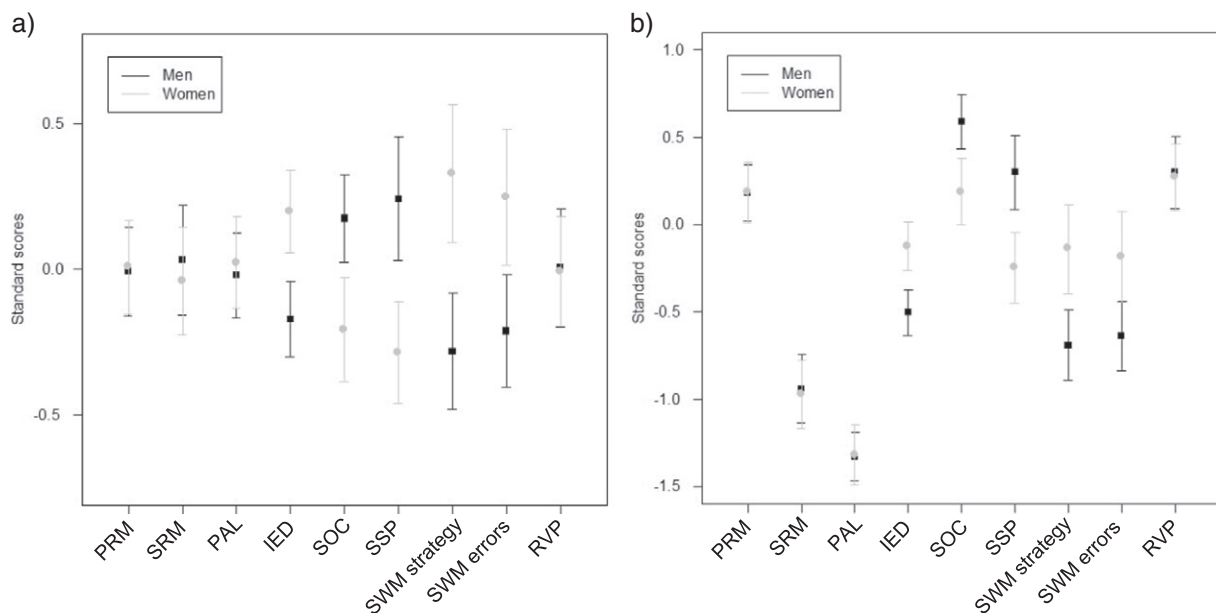 a)
Men
Women
0.5
0.0
-0.5
Standard scores
PRM
SRM
PAL
IED
SOC
SSP
SWM strategy
SWM errors
RVP
b)
Men
Women
1.0
0.5
0.0
-0.5
-1.0
-1.5
Standard scores
PRM
SRM
PAL
IED
SOC
SSP
SWM strategy
SWM errors
RVP